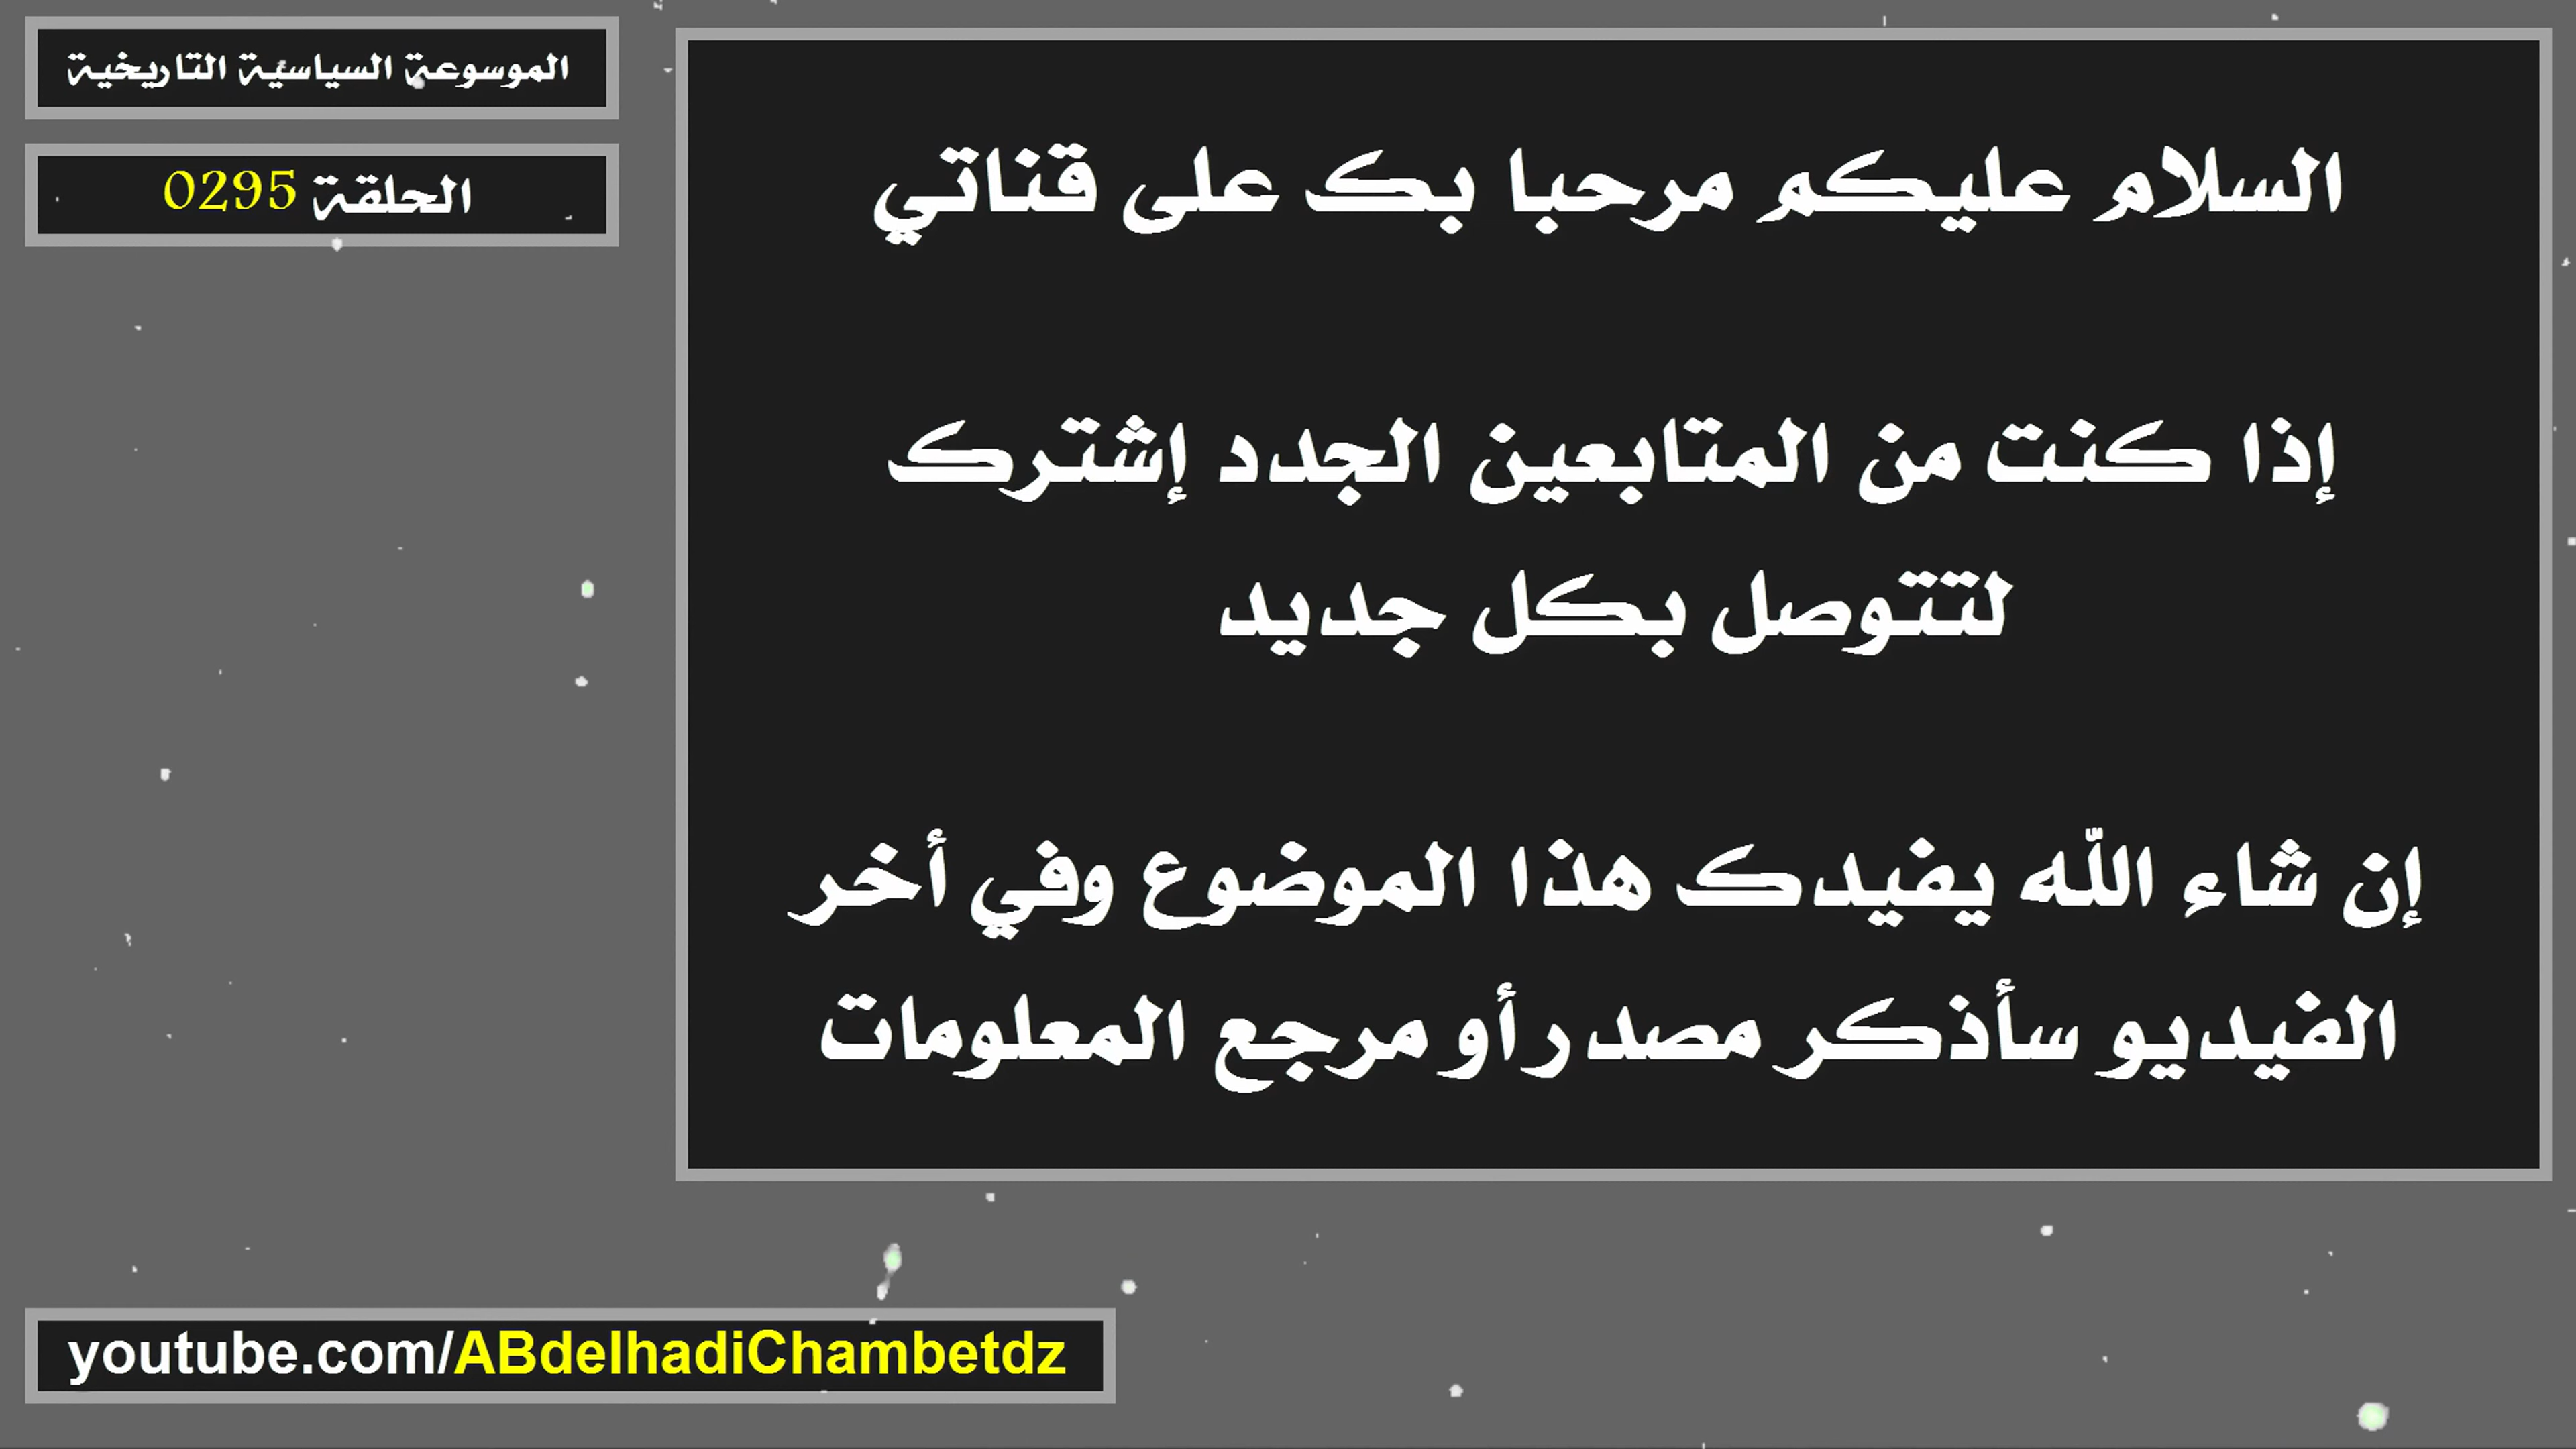 الموسوعة السياسية التاريخية
الحلقة 0295
السلام عليكم مرحبا بك على قناتي
إذا كنت من المتابعين الجدد إشترك
لتتوصل بكل جديد
إن شاء الله يفيدك هذا الموضوع وفي أخر
الفيديو سأذكر مصدر أو مرجع المعلومات
youtube.com/ABdelhadiChambetdz